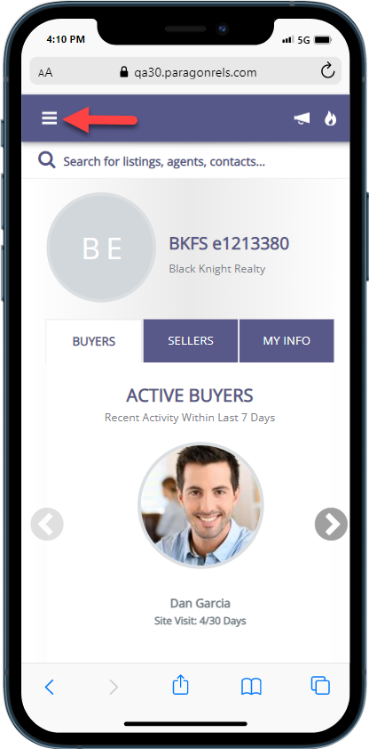 4:10 PM
5G
AA
qa30.paragonrels.com
Search for listings, agents, contacts...
BE
BKFS e1213380
Black Knight Realty
BUYERS
SELLERS
MY INFO
ACTIVE BUYERS
Recent Activity Within Last 7 Days
Dan Garcia
Site Visit: 4/30 Days